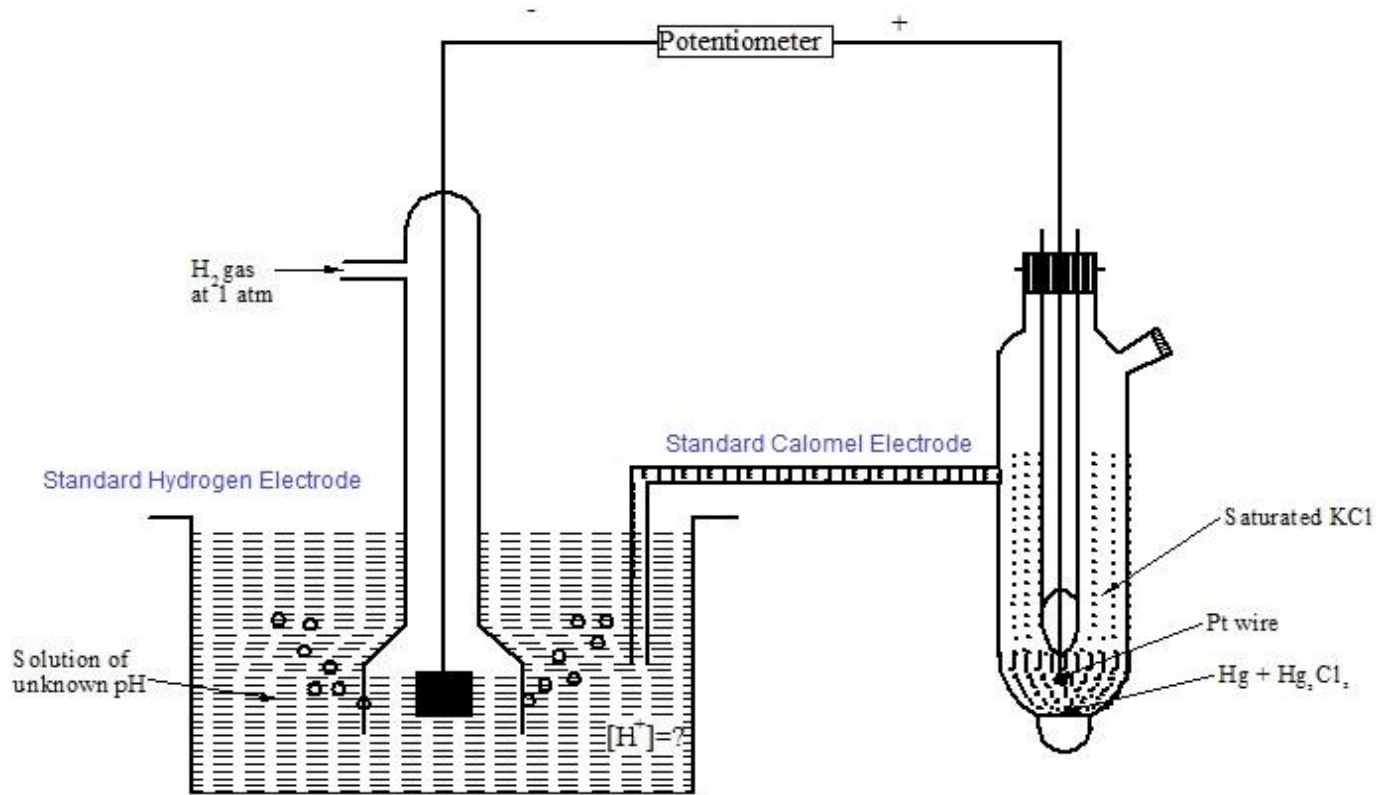 -
Potentiometer
+
H₂ gas
at 1 atm
Standard Calomel Electrode
Standard Hydrogen Electrode
Saturated KCl
Pt wire
Solution of
unknown pH
Hg + Hg₂Cl₂
[H⁺]=?